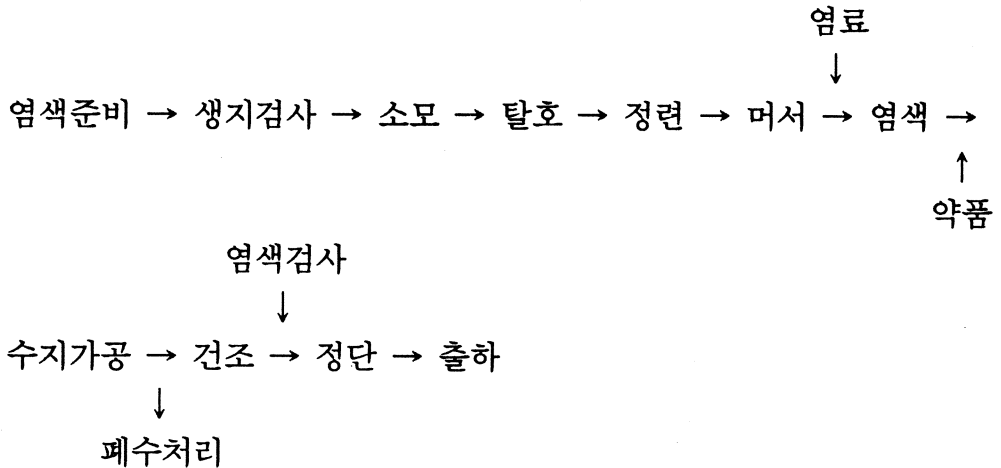 염료
↓
염색준비 → 생지검사 → 소모 → 탈호 → 정련 → 머서 → 염색 →
↑
약품
염색검사
↓
수지가공 → 건조 → 정단 → 출하
↓
폐수처리